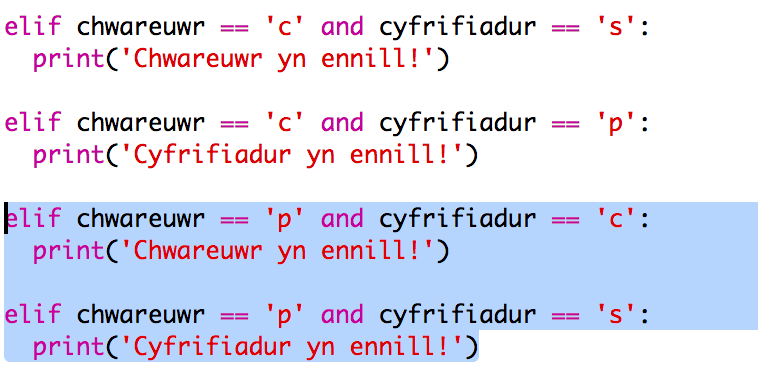 elif chwareuwr == 'c' and cyfrifiadur == 's':
  print('Chwareuwr yn ennill!')

elif chwareuwr == 'c' and cyfrifiadur == 'p':
  print('Cyfrifiadur yn ennill!')

elif chwareuwr == 'p' and cyfrifiadur == 'c':
  print('Chwareuwr yn ennill!')

elif chwareuwr == 'p' and cyfrifiadur == 's':
  print('Cyfrifiadur yn ennill!')